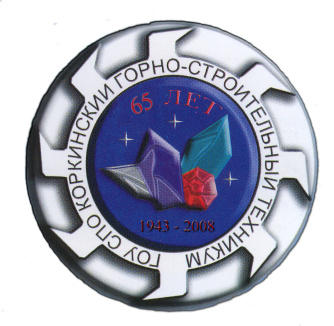 ГОУ СПО КОРКИНСКИЙ ГОРНО-СТРОИТЕЛЬНЫЙ ТЕХНИКУМ
65 ЛЕТ
1943 - 2008